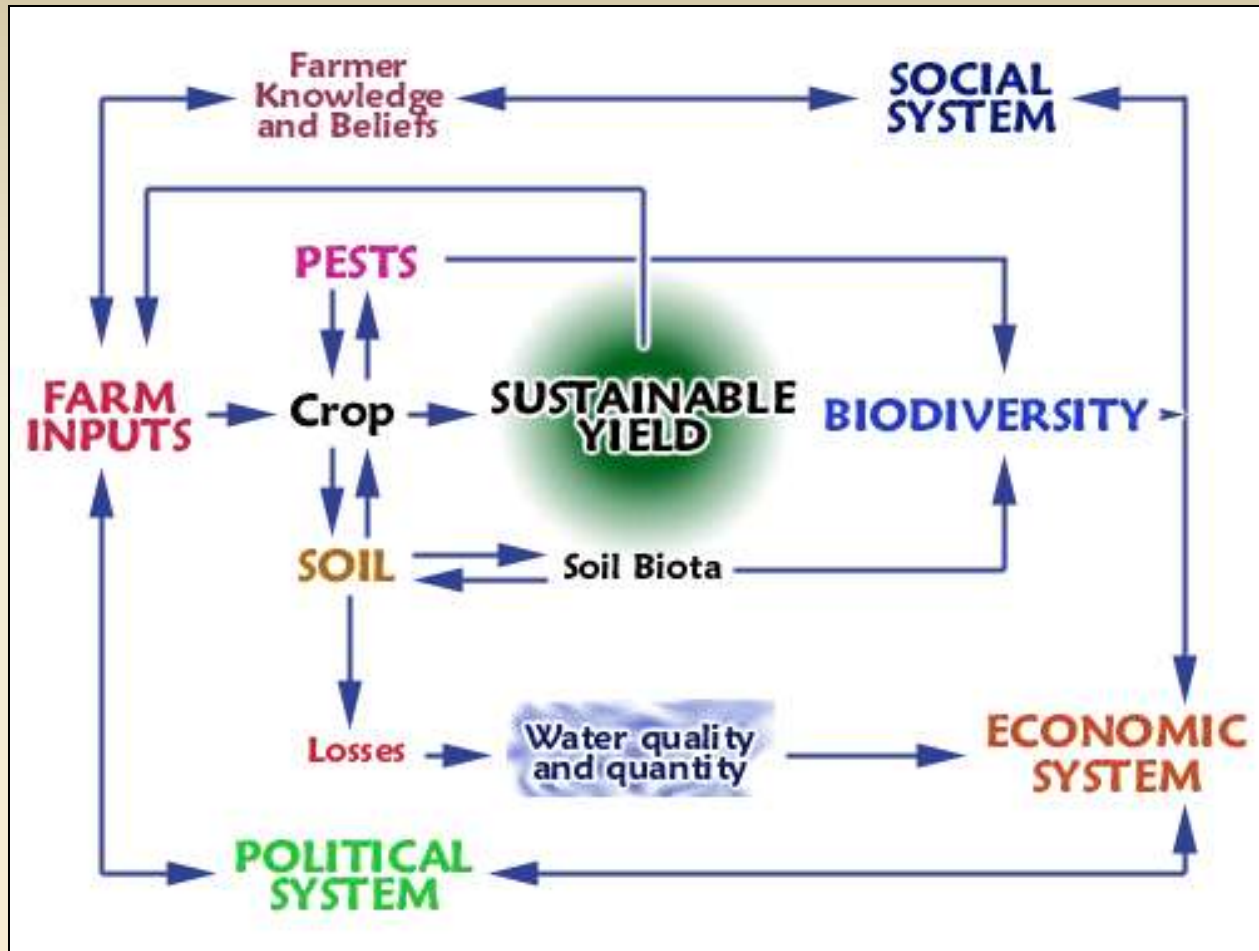 Farmer
Knowledge
and Beliefs
SOCIAL
SYSTEM
PESTS
FARM
INPUTS
Crop
SUSTAINABLE
YIELD
BIODIVERSITY
SOIL
Soil Biota
Losses
Water quality
and quantity
ECONOMIC
SYSTEM
POLITICAL
SYSTEM